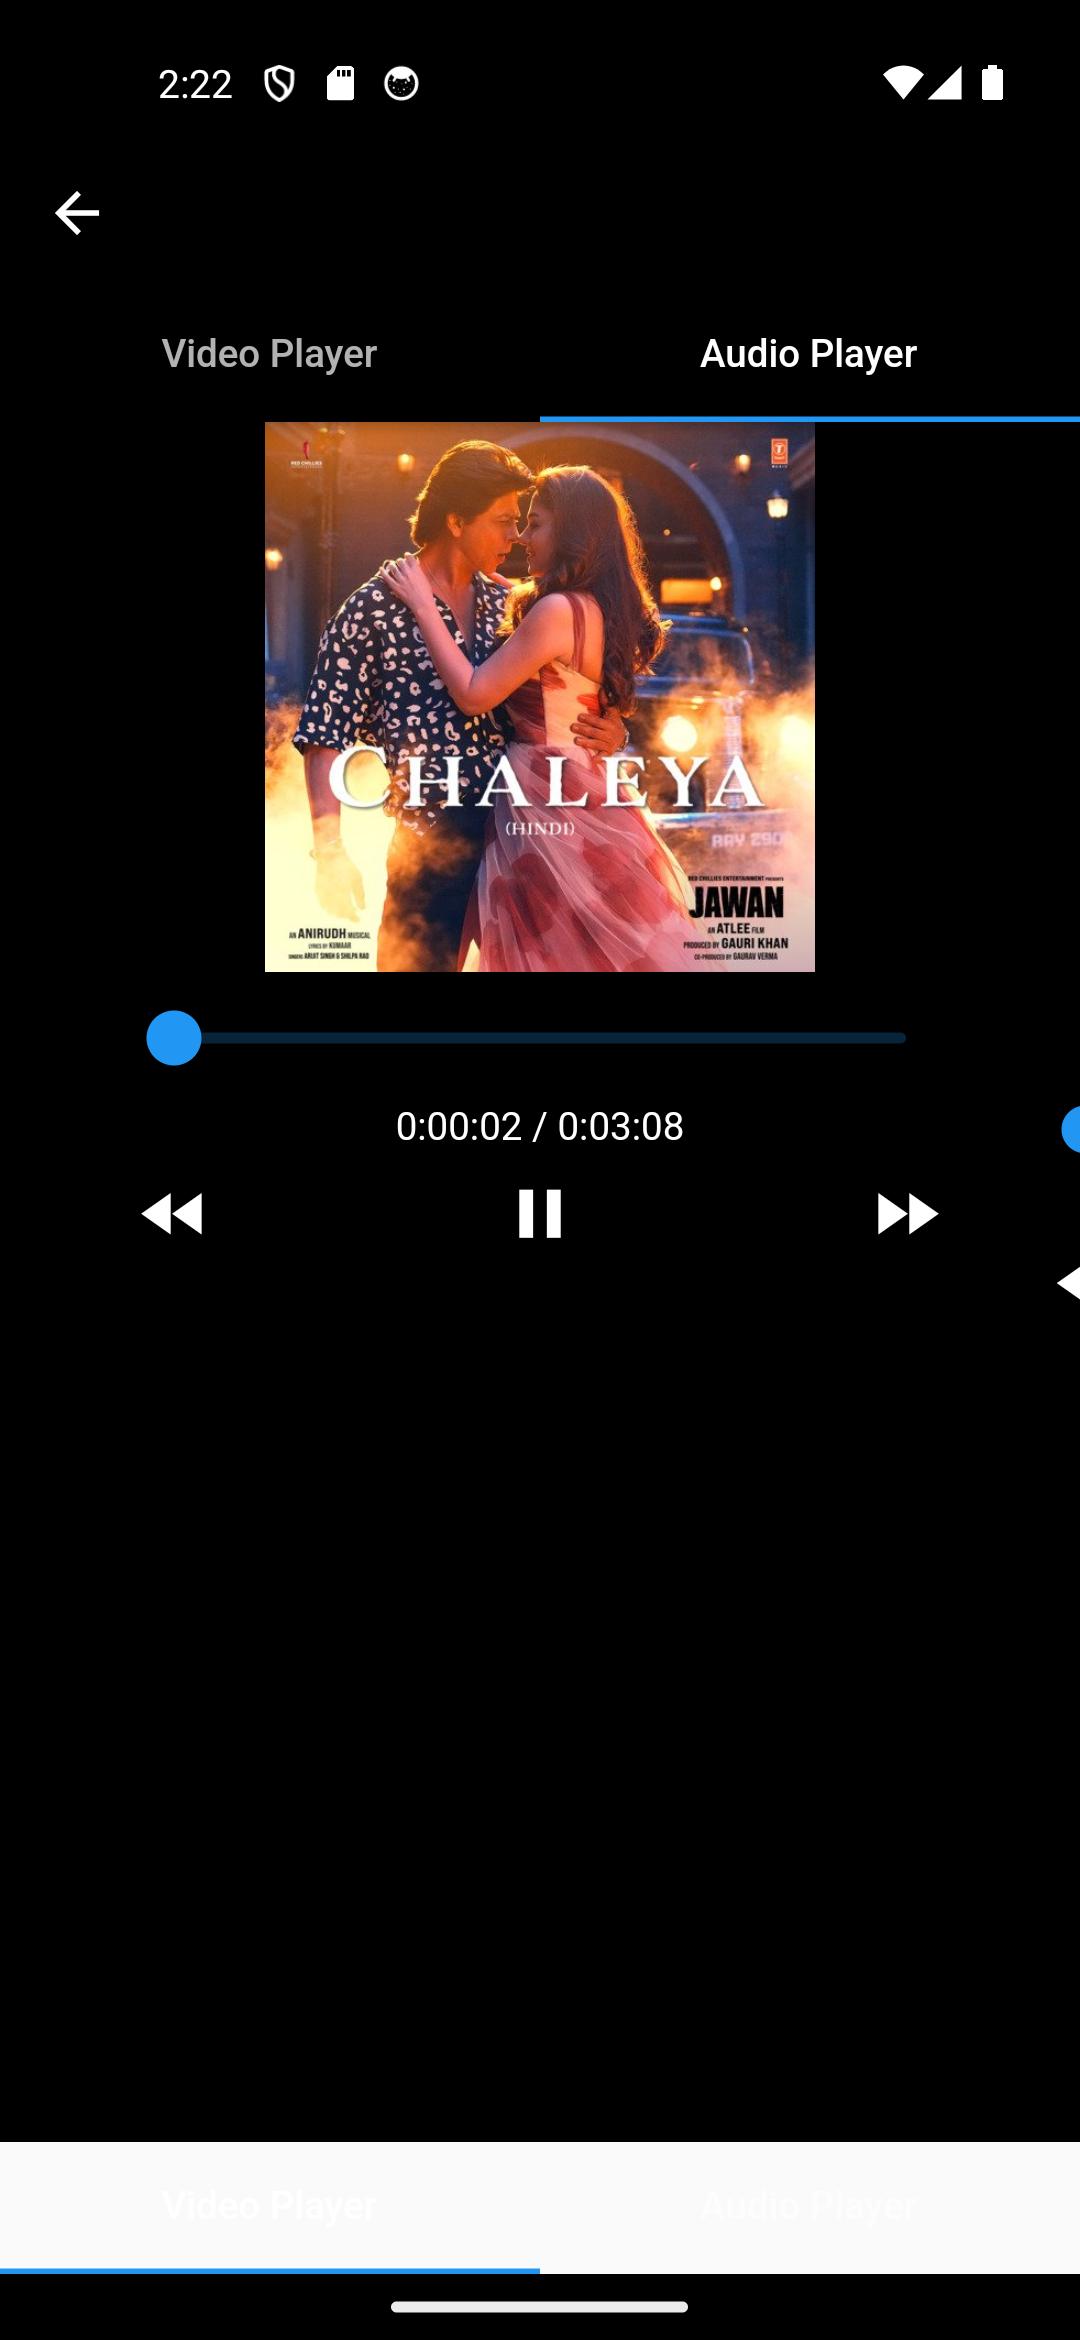 2:22
Video Player
Audio Player
RED CHILLIES
CHALEYA
(HINDI)
RED CHILLIES ENTERTAINMENT PRESENTS
JAWAN
AN ATLEE FILM
PRODUCED BY GAURI KHAN
CO-PRODUCED BY GAURAV VERMA
AN ANIRUDH MUSICAL
LYRICS BY KUMAAR
SINGERS ARIJIT SINGH & SHILPA RAO
0:00:02 / 0:03:08
Video Player
Audio Player